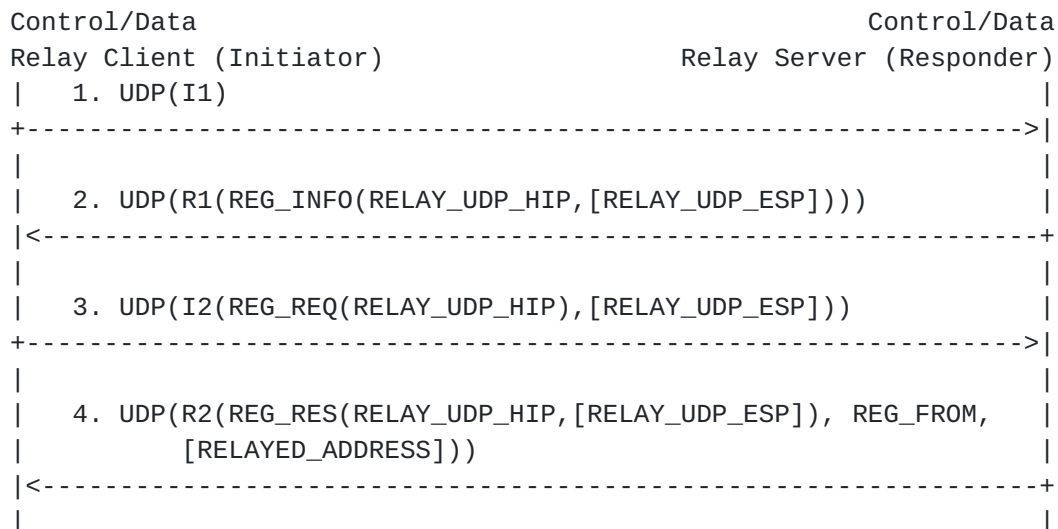 Control/Data                                           Control/Data
Relay Client (Initiator)                   Relay Server (Responder)
|   1. UDP(I1)                                                    |
+---------------------------------------------------------------->|
|                                                                 |
|   2. UDP(R1(REG_INFO(RELAY_UDP_HIP,[RELAY_UDP_ESP])))           |
|<----------------------------------------------------------------+
|                                                                 |
|   3. UDP(I2(REG_REQ(RELAY_UDP_HIP),[RELAY_UDP_ESP]))            |
+---------------------------------------------------------------->|
|                                                                 |
|   4. UDP(R2(REG_RES(RELAY_UDP_HIP,[RELAY_UDP_ESP]), REG_FROM,   |
|          [RELAYED_ADDRESS]))                                    |
|<----------------------------------------------------------------+
|                                                                 |